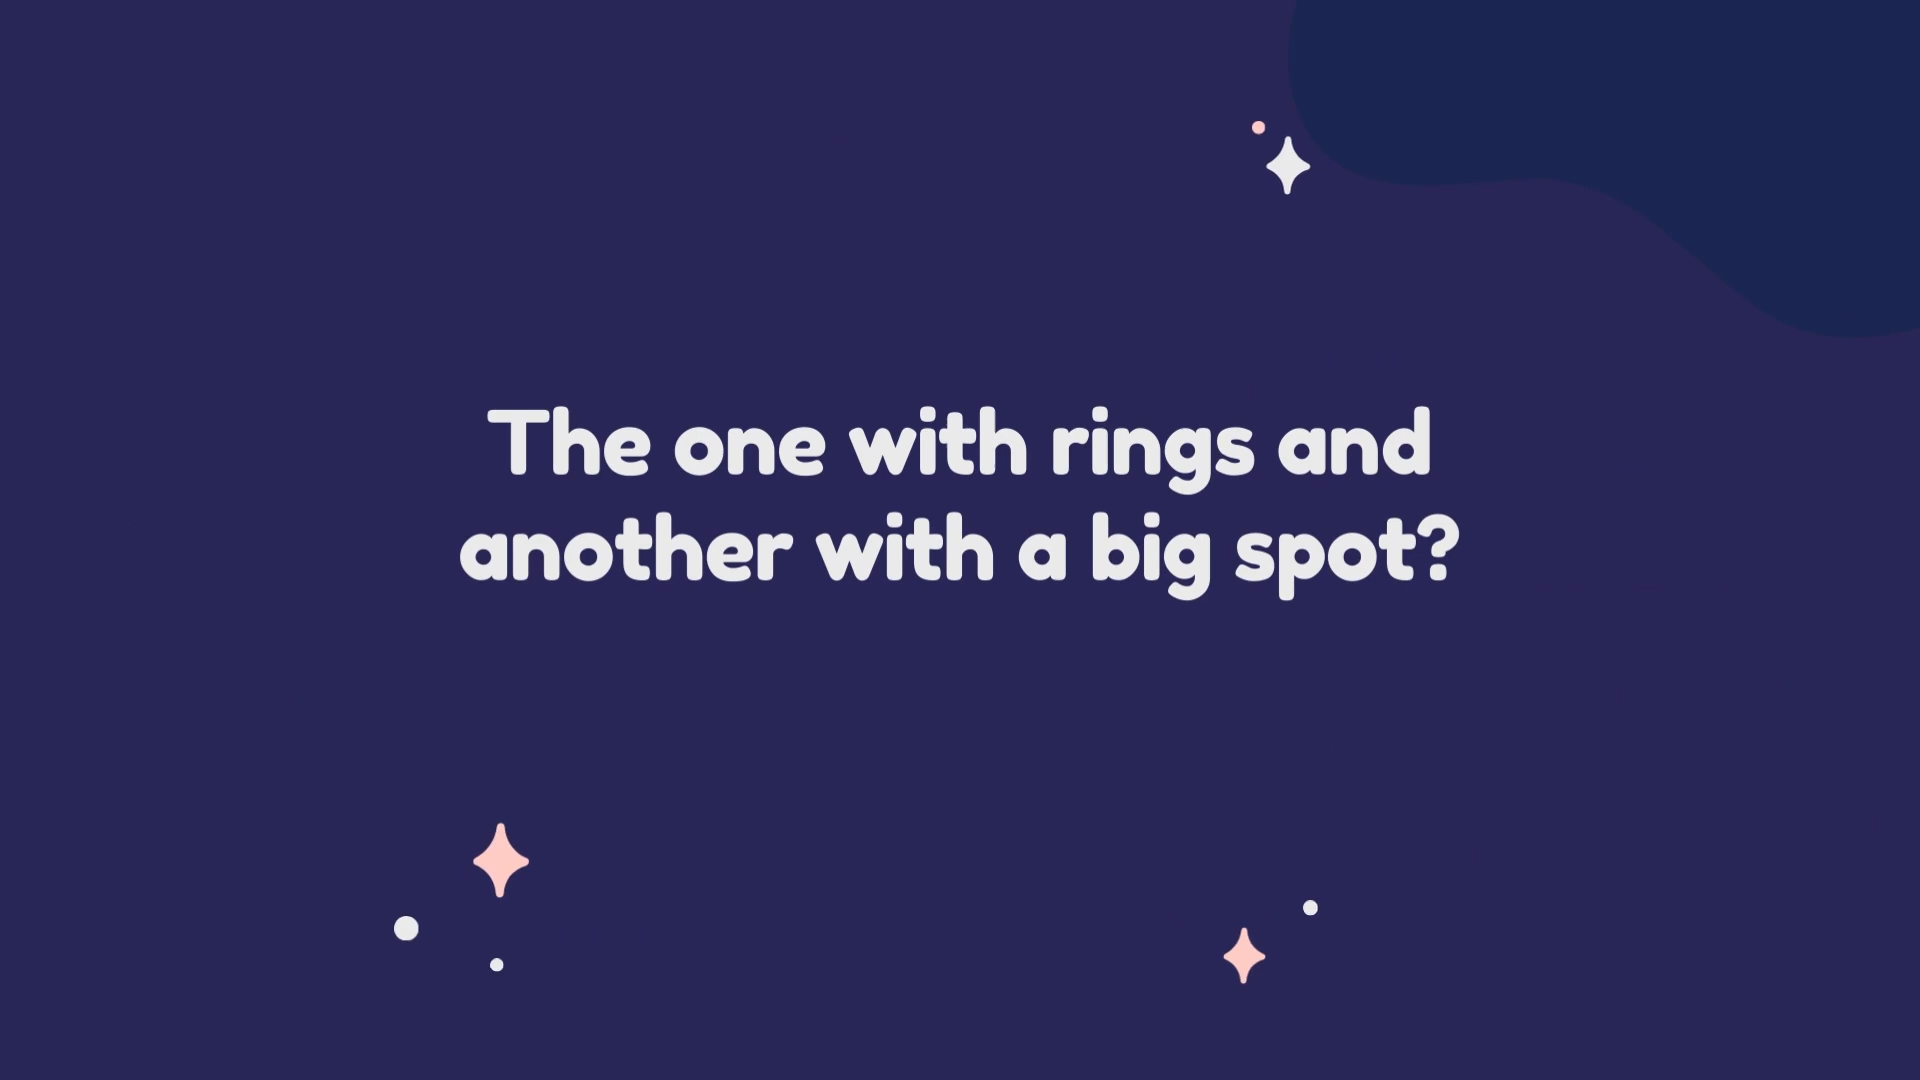 The one with rings and
another with a big spot?